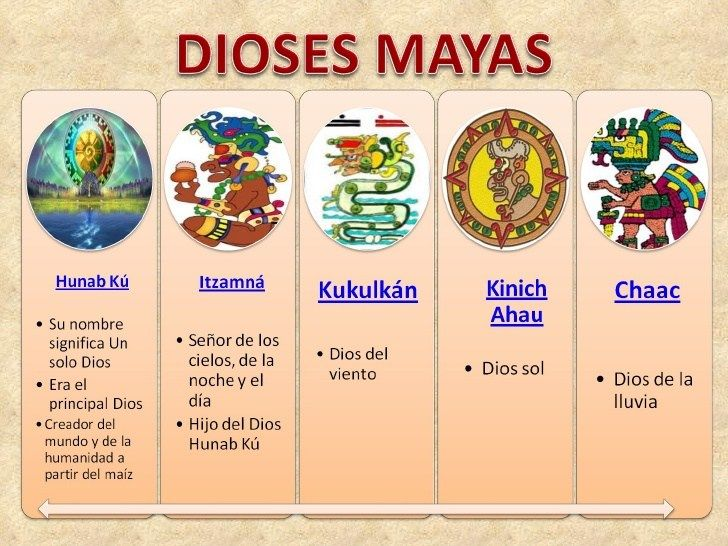 DIOSES MAYAS
Hunab Kú
• Su nombre
significa Un
solo Dios
• Era el
principal Dios
• Creador del
mundo y de la
humanidad a
partir del maíz
Itzamná
• Señor de los
cielos, de la
noche y el
día
• Hijo del Dios
Hunab Kú
Kukulkán
• Dios del
viento
Kinich
Ahau
• Dios sol
Chaac
• Dios de la
lluvia